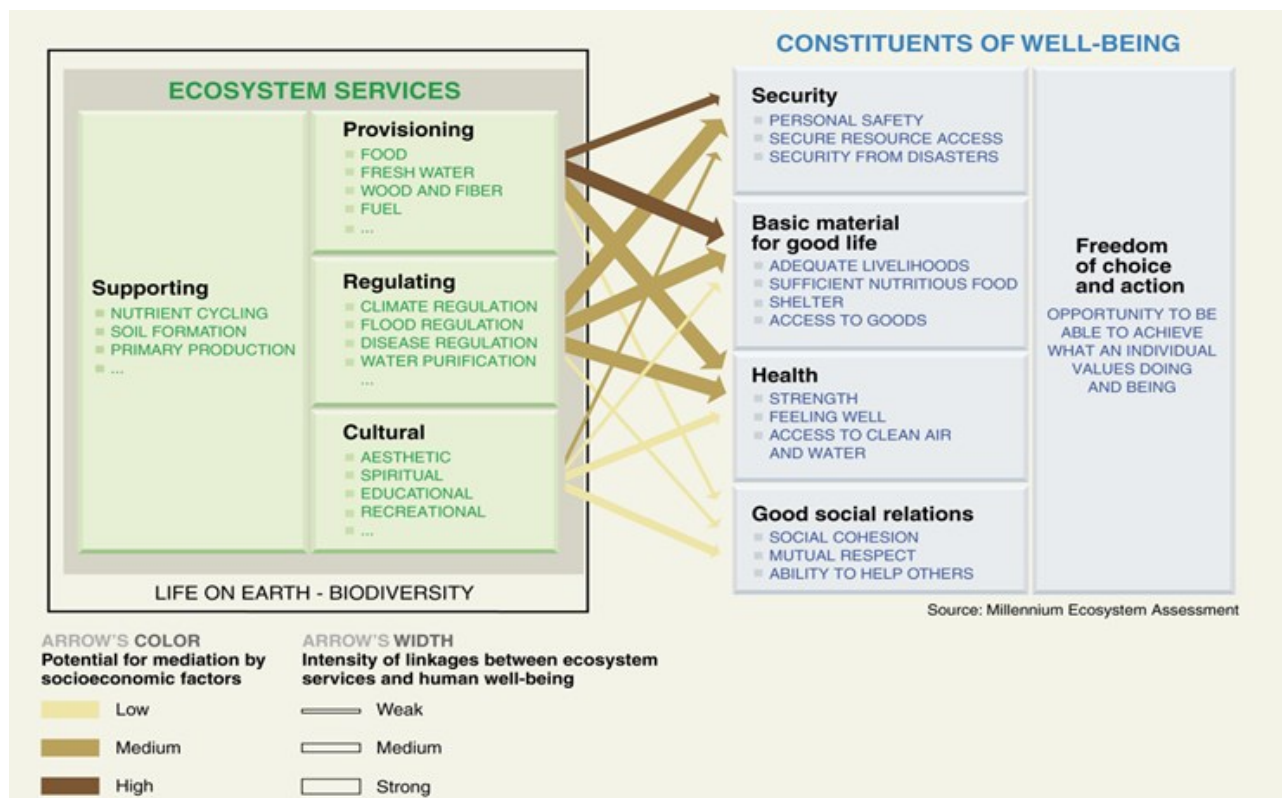 CONSTITUENTS OF WELL-BEING
ECOSYSTEM SERVICES
Supporting
NUTRIENT CYCLING
SOIL FORMATION
PRIMARY PRODUCTION
...
Provisioning
FOOD
FRESH WATER
WOOD AND FIBER
FUEL
...
Regulating
CLIMATE REGULATION
FLOOD REGULATION
DISEASE REGULATION
WATER PURIFICATION
...
Cultural
AESTHETIC
SPIRITUAL
EDUCATIONAL
RECREATIONAL
...
LIFE ON EARTH - BIODIVERSITY
Security
PERSONAL SAFETY
SECURE RESOURCE ACCESS
SECURITY FROM DISASTERS
Basic material
for good life
ADEQUATE LIVELIHOODS
SUFFICIENT NUTRITIOUS FOOD
SHELTER
ACCESS TO GOODS
Health
STRENGTH
FEELING WELL
ACCESS TO CLEAN AIR
AND WATER
Good social relations
SOCIAL COHESION
MUTUAL RESPECT
ABILITY TO HELP OTHERS
Freedom
of choice
and action
OPPORTUNITY TO BE
ABLE TO ACHIEVE
WHAT AN INDIVIDUAL
VALUES DOING
AND BEING
Source: Millennium Ecosystem Assessment
ARROW'S COLOR
Potential for mediation by
socioeconomic factors
Low
Medium
High
ARROW'S WIDTH
Intensity of linkages between ecosystem
services and human well-being
Weak
Medium
Strong